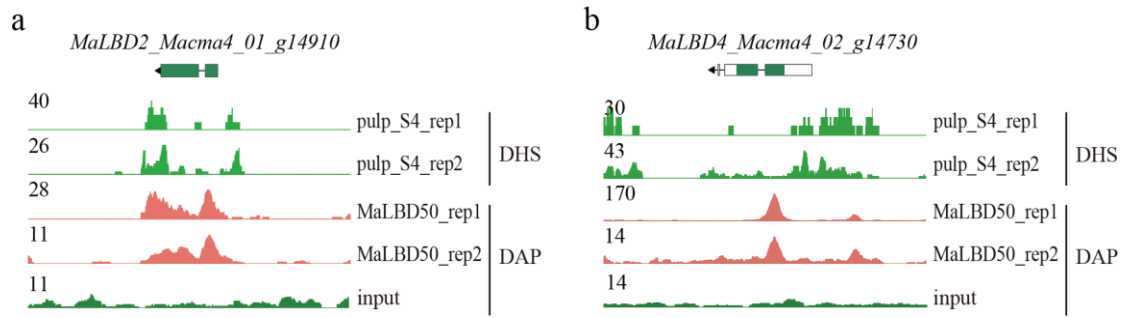 a
MaLBD2_Macma4_01_g14910
40
pulp_S4_rep1
26
pulp_S4_rep2
DHS
28
MaLBD50_rep1
11
MaLBD50_rep2
DAP
11
input
b
MaLBD4_Macma4_02_g14730
30
pulp_S4_rep1
43
pulp_S4_rep2
DHS
170
MaLBD50_rep1
14
MaLBD50_rep2
DAP
14
input